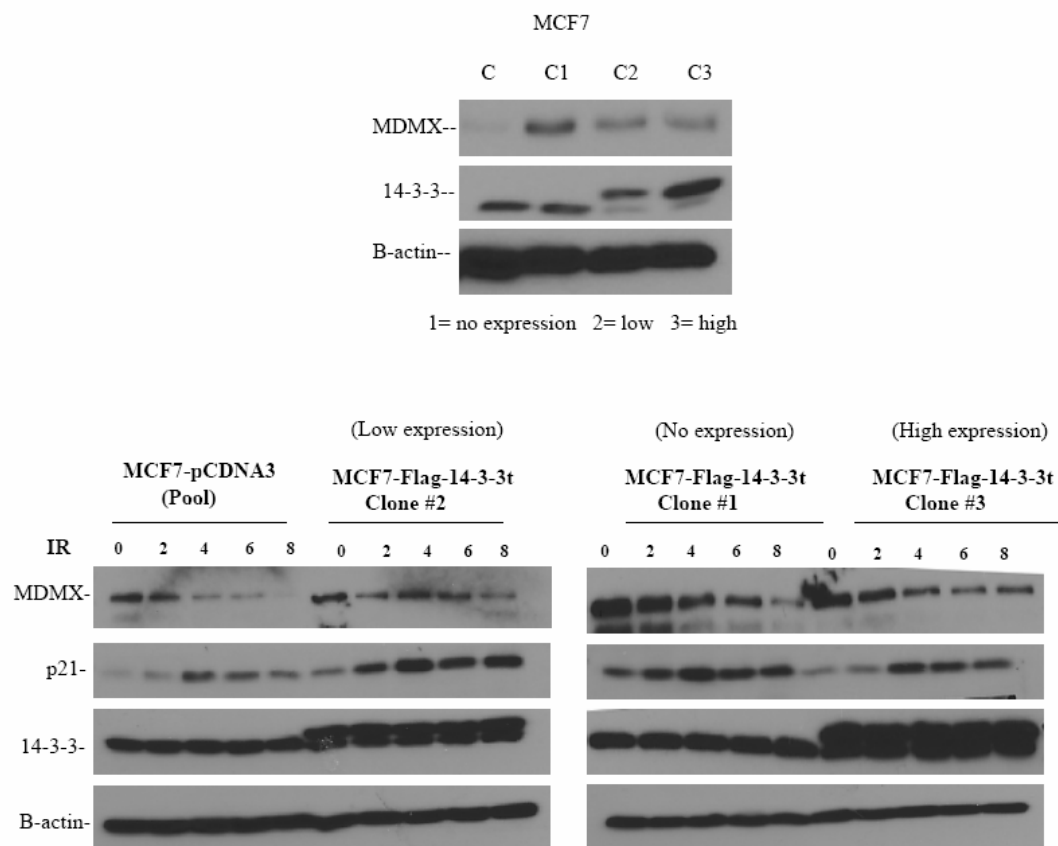 MCF7
C C1 C2 C3
MDMX--
14-3-3--
B-actin--
1= no expression 2= low 3= high
(Low expression) (No expression) (High expression)
MCF7-pCDNA3 MCF7-Flag-14-3-3t MCF7-Flag-14-3-3t MCF7-Flag-14-3-3t
(Pool) Clone #2 Clone #1 Clone #3
IR 0 2 4 6 8 0 2 4 6 8 0 2 4 6 8 0 2 4 6 8
MDMX-
p21-
14-3-3-
B-actin-